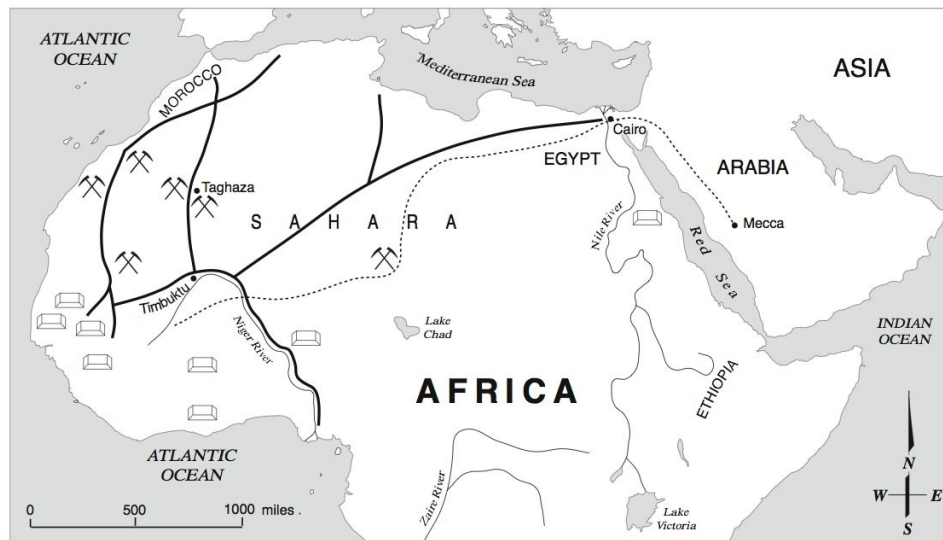 ATLANTIC
OCEAN
MOROCCO
Mediterranean Sea
ASIA
Cairo
EGYPT
ARABIA
Taghaza
SAHARA
Nile River
Red Sea
Mecca
Timbuktu
Niger River
Lake
Chad
INDIAN
OCEAN
AFRICA
ETHIOPIA
ATLANTIC
OCEAN
Zaire River
Lake
Victoria
N
W E
S
0 500 1000 miles .